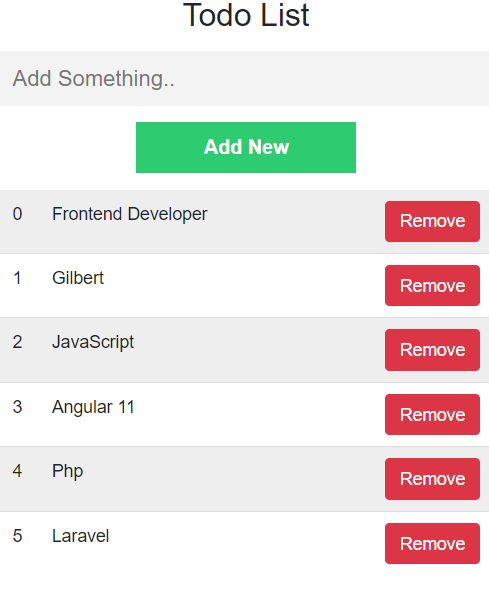 Todo List
Add Something..
Add New
0 Frontend Developer Remove
1 Gilbert Remove
2 JavaScript Remove
3 Angular 11 Remove
4 Php Remove
5 Laravel Remove